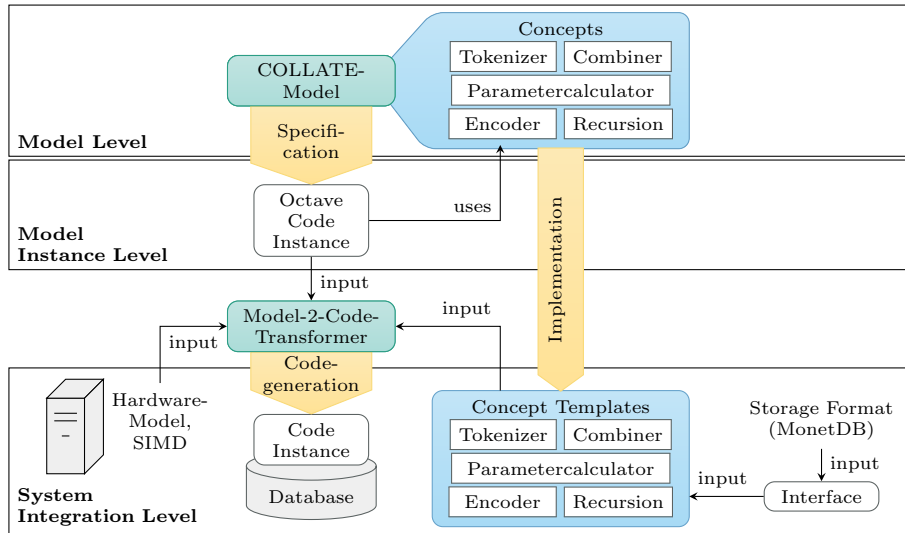 Concepts
COLLATE-
Model
Tokenizer
Combiner
Parametercalculator
Encoder
Recursion
Specifi-
cation
Model Level
Octave
Code
Instance
uses
Model
Instance Level
Implementation
input
Model-2-Code-
Transformer
input
input
Code-
generation
Hardware-
Model,
SIMD
Code
Instance
Database
Concept Templates
Tokenizer
Combiner
Parametercalculator
Encoder
Recursion
Storage Format
(MonetDB)
input
input
Interface
System
Integration Level